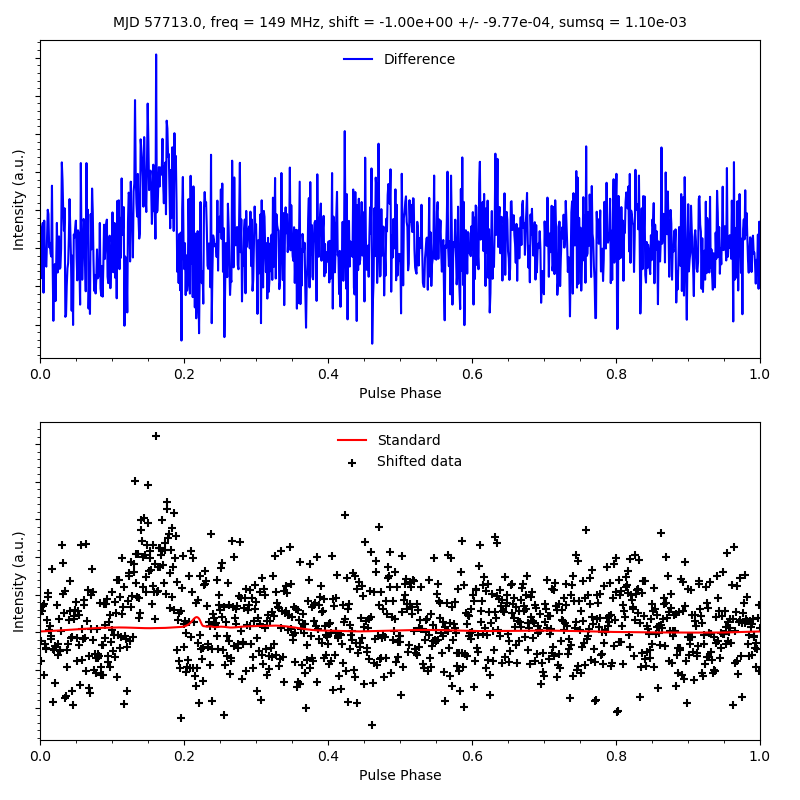 MJD 57713.0, freq = 149 MHz, shift = -1.00e+00 +/- -9.77e-04, sumsq = 1.10e-03
Difference
Intensity (a.u.)
0.0 0.2 0.4 0.6 0.8 1.0
Pulse Phase
Standard
Shifted data
Intensity (a.u.)
0.0 0.2 0.4 0.6 0.8 1.0
Pulse Phase